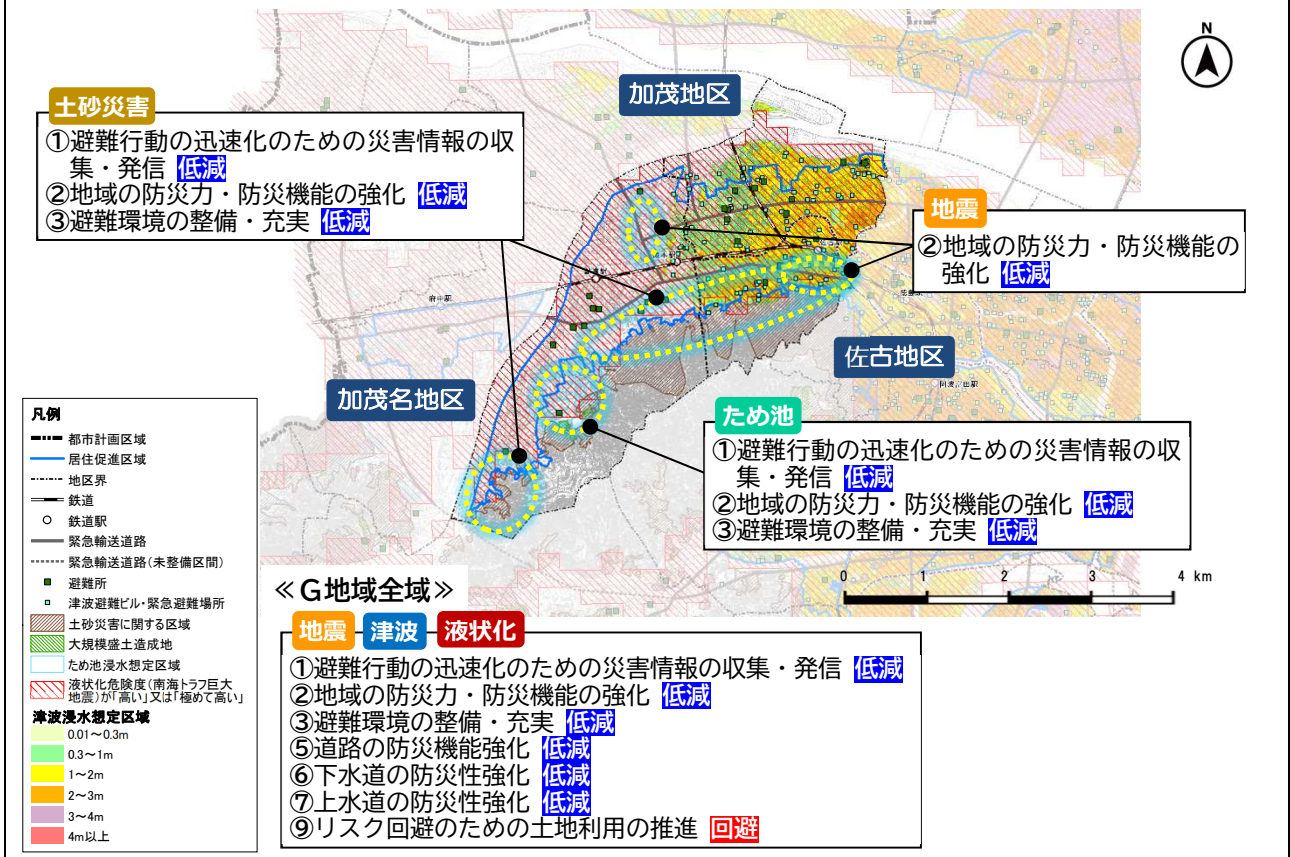 N
加茂地区
土砂災害
①避難行動の迅速化のための災害情報の収
集・発信 低減
②地域の防災力・防災機能の強化 低減
③避難環境の整備・充実 低減
地震
②地域の防災力・防災機能の
強化 低減
府中駅
佐古地区
加茂名地区
ため池
①避難行動の迅速化のための災害情報の収
集・発信 低減
②地域の防災力・防災機能の強化 低減
③避難環境の整備・充実 低減
0 1 2 3 4 km
凡例
都市計画区域
居住促進区域
地区界
鉄道
鉄道駅
緊急輸送道路
緊急輸送道路(未整備区間)
避難所
津波避難ビル・緊急避難場所
土砂災害に関する区域
大規模盛土造成地
ため池浸水想定区域
液状化危険度(南海トラフ巨大
地震)が「高い」又は「極めて高い」
津波浸水想定区域
0.01～0.3m
0.3～1m
1～2m
2～3m
3～4m
4m以上
≪G地域全域≫
地震 津波 液状化
①避難行動の迅速化のための災害情報の収集・発信 低減
②地域の防災力・防災機能の強化 低減
③避難環境の整備・充実 低減
⑤道路の防災機能強化 低減
⑥下水道の防災性強化 低減
⑦上水道の防災性強化 低減
⑨リスク回避のための土地利用の推進 回避